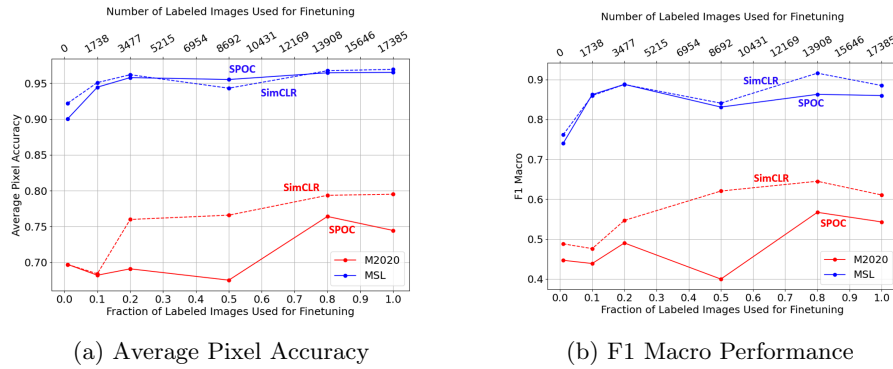 Number of Labeled Images Used for Finetuning
0 1738 3477 5215 6954 8692 10431 12169 13908 15646 17385
Average Pixel Accuracy
0.95
0.90
0.85
0.80
0.75
0.70
SPOC
SimCLR
SimCLR
SPOC
M2020
MSL
0.0 0.1 0.2 0.3 0.4 0.5 0.6 0.7 0.8 0.9 1.0
Fraction of Labeled Images Used for Finetuning
(a) Average Pixel Accuracy
Number of Labeled Images Used for Finetuning
0 1738 3477 5215 6954 8692 10431 12169 13908 15646 17385
F1 Macro
0.9
0.8
0.7
0.6
0.5
0.4
SimCLR
SPOC
SimCLR
SPOC
M2020
MSL
0.0 0.1 0.2 0.3 0.4 0.5 0.6 0.7 0.8 0.9 1.0
Fraction of Labeled Images Used for Finetuning
(b) F1 Macro Performance